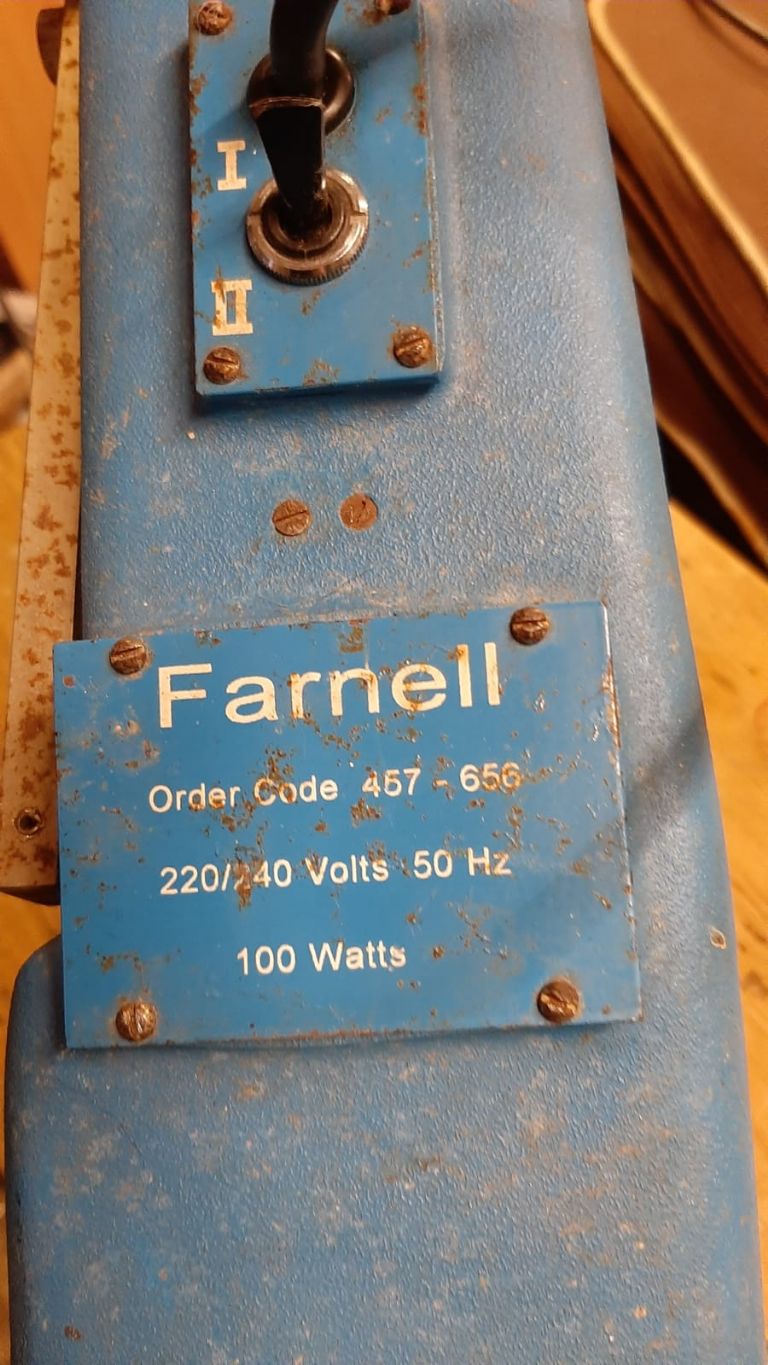 I
II
Farnell
Order Code 457 - 656
220/240 Volts 50 Hz
100 Watts